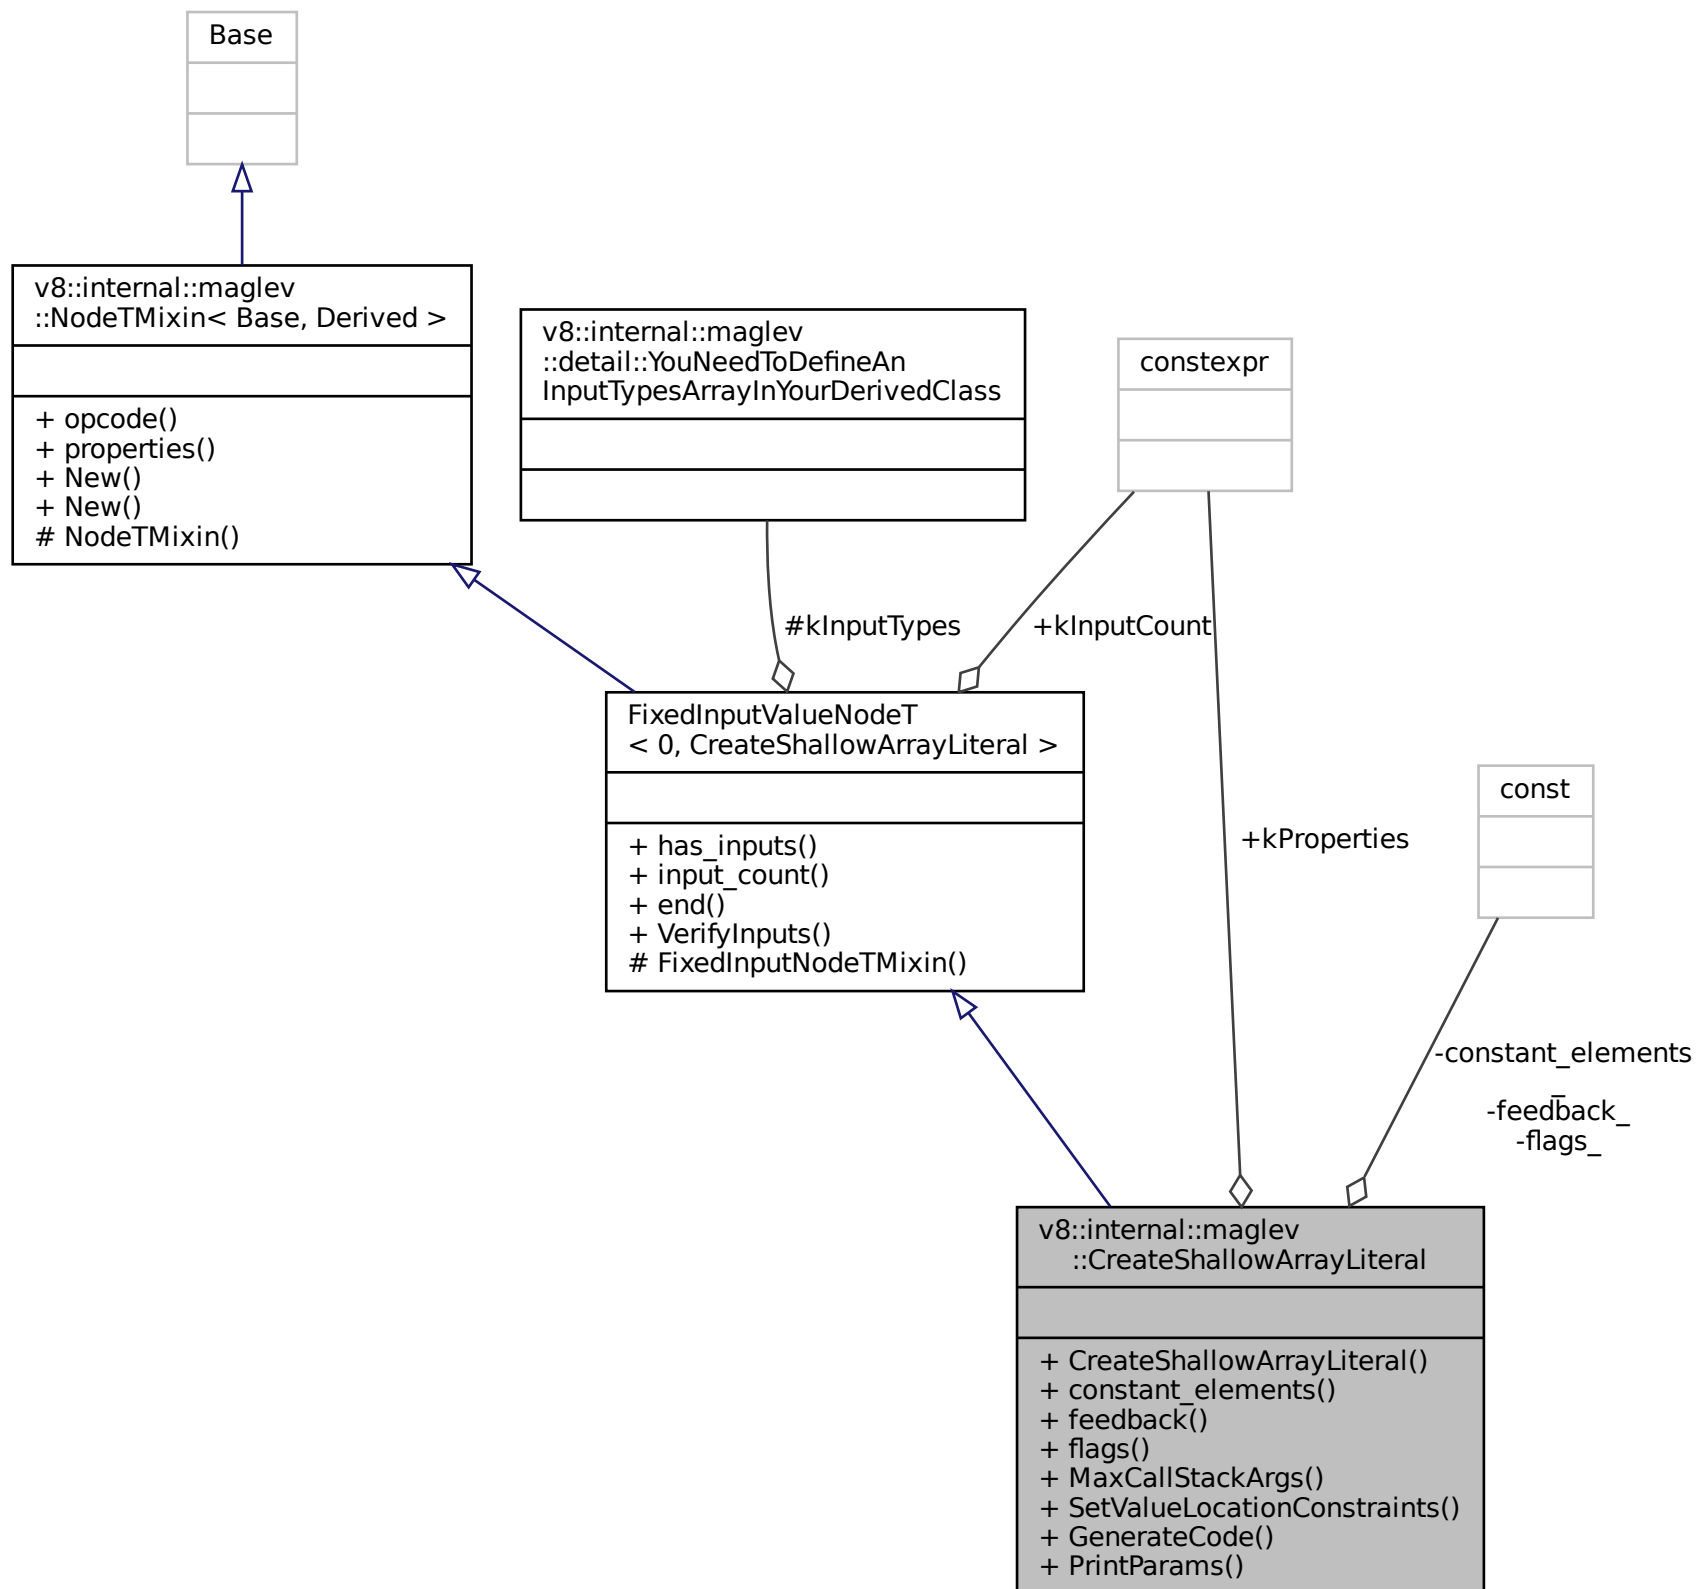 Base
v8::internal::maglev
::NodeTMixin< Base, Derived >
+ opcode()
+ properties()
+ New()
+ New()
# NodeTMixin()
v8::internal::maglev
::detail::YouNeedToDefineAn
InputTypesArrayInYourDerivedClass
constexpr
#kInputTypes
+kInputCount
FixedInputValueNodeT
< 0, CreateShallowArrayLiteral >
+ has_inputs()
+ input_count()
+ end()
+ VerifyInputs()
# FixedInputNodeTMixin()
+kProperties
const
-constant_elements
_
-feedback_
-flags_
v8::internal::maglev
::CreateShallowArrayLiteral
+ CreateShallowArrayLiteral()
+ constant_elements()
+ feedback()
+ flags()
+ MaxCallStackArgs()
+ SetValueLocationConstraints()
+ GenerateCode()
+ PrintParams()